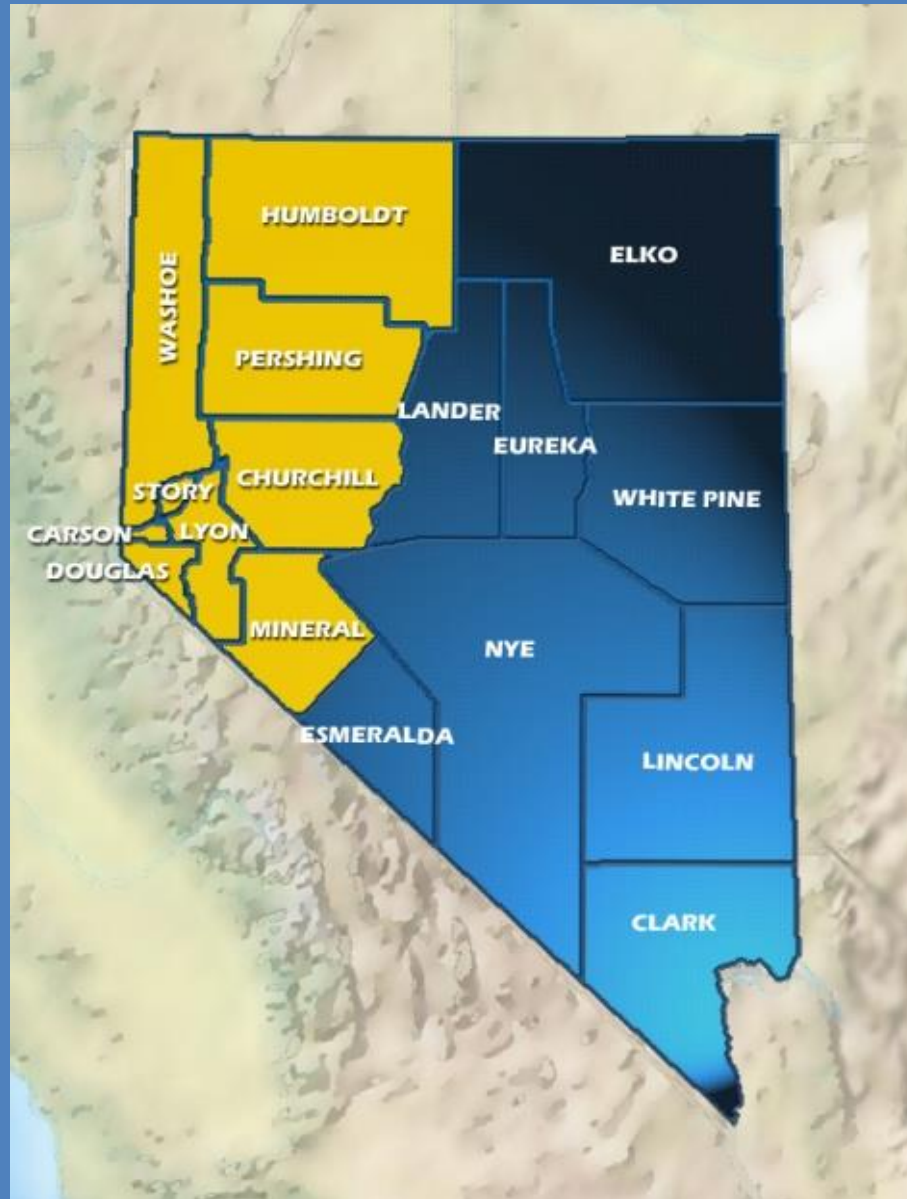 HUMBOLDT
ELKO
WASHOE
PERSHING
LANDER
EUREKA
CHURCHILL
STORY
WHITE PINE
CARSON
LYON
DOUGLAS
MINERAL
NYE
ESMERALDA
LINCOLN
CLARK